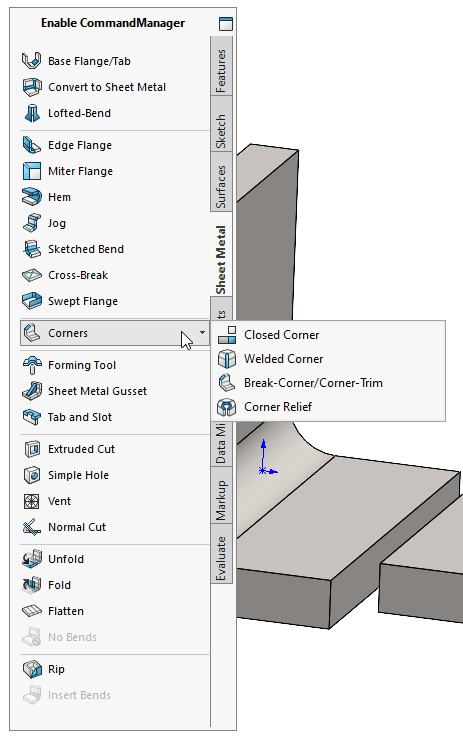 Enable CommandManager
Base Flange/Tab
Convert to Sheet Metal
Lofted-Bend
Edge Flange
Miter Flange
Hem
Jog
Sketched Bend
Cross-Break
Swept Flange
Corners
Forming Tool
Sheet Metal Gusset
Tab and Slot
Extruded Cut
Simple Hole
Vent
Normal Cut
Unfold
Fold
Flatten
No Bends
Rip
Insert Bends
Features
Sketch
Surfaces
Sheet Metal
ts
Data Mi
Markup
Evaluate
Closed Corner
Welded Corner
Break-Corner/Corner-Trim
Corner Relief